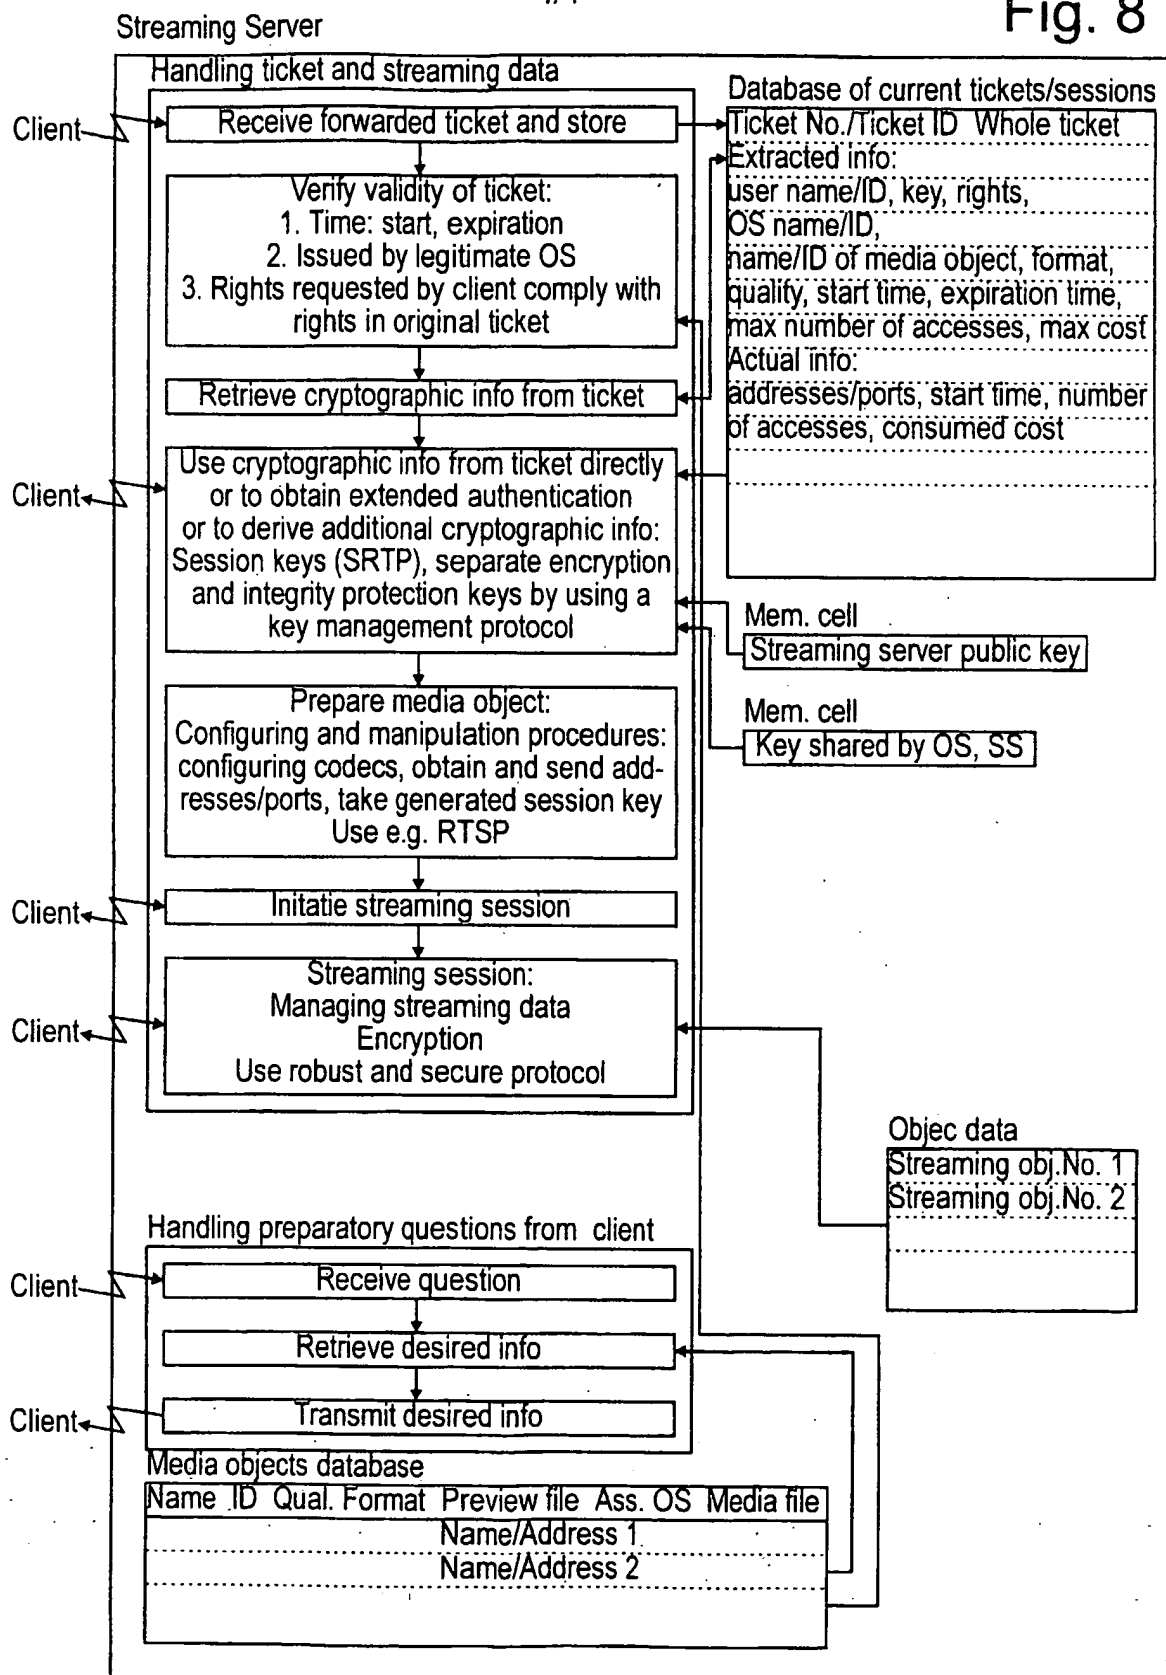 Fig. 8
Streaming Server
Handling ticket and streaming data
Client
Receive forwarded ticket and store
Verify validity of ticket:
1. Time: start, expiration
2. Issued by legitimate OS
3. Rights requested by client comply with
rights in original ticket
Retrieve cryptographic info from ticket
Client
Use cryptographic info from ticket directly
or to obtain extended authentication
or to derive additional cryptographic info:
Session keys (SRTP), separate encryption
and integrity protection keys by using a
key management protocol
Prepare media object:
Configuring and manipulation procedures:
configuring codecs, obtain and send add-
resses/ports, take generated session key
Use e.g. RTSP
Client
Initatie streaming session
Client
Streaming session:
Managing streaming data
Encryption
Use robust and secure protocol
Database of current tickets/sessions
Ticket No./Ticket ID Whole ticket
Extracted info:
user name/ID, key, rights,
OS name/ID,
name/ID of media object, format,
qualify, start time, expiration time,
max number of accesses, max cost
Actual info:
addresses/ports, start time, number
of accesses, consumed cost
Mem. cell
Streaming server public key
Mem. cell
Key shared by OS, SS
Objec data
Streaming obj.No. 1
Streaming obj.No. 2
Handling preparatory questions from client
Client
Receive question
Retrieve desired info
Client
Transmit desired info
Media objects database
Name ID Qual. Format Preview file Ass. OS Media file
Name/Address 1
Name/Address 2